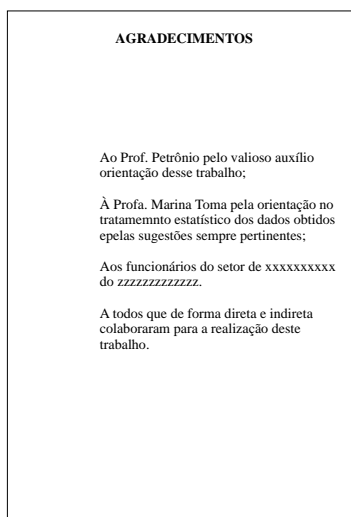 AGRADECIMENTOS
Ao Prof. Petrônio pelo valioso auxílio
orientação desse trabalho;
À Profa. Marina Toma pela orientação no
tratamemnto estatístico dos dados obtidos
epelas sugestões sempre pertinentes;
Aos funcionários do setor de xxxxxxxxxx
do zzzzzzzzzzzzz.
A todos que de forma direta e indireta
colaboraram para a realização deste
trabalho.